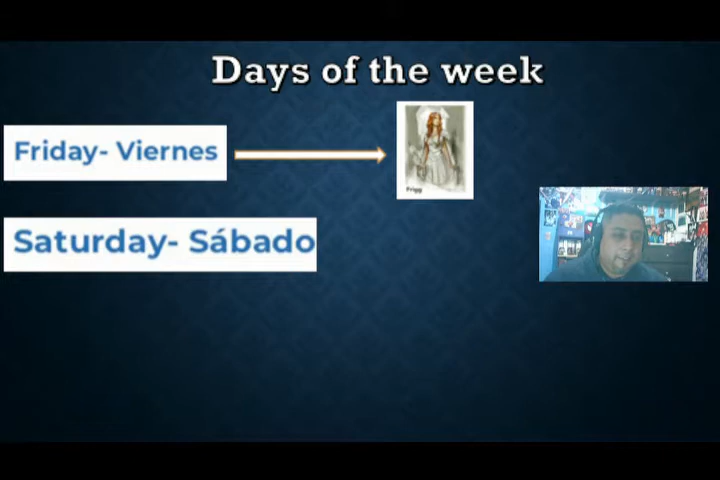 Days of the week
Friday- Viernes
Frigg
Saturday- Sábado